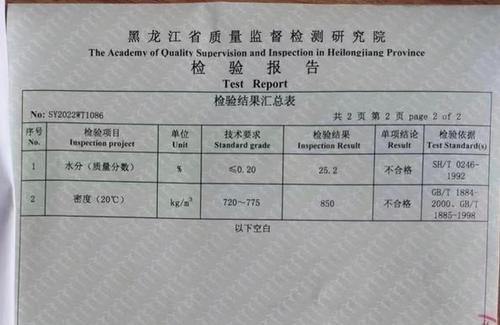 黑龙江省质量监督检测研究院
The Academy of Quality Supervision and Inspection in Heilongjiang Province
检验报告
Test Report
检验结果汇总表
No: SY2022WT1086 共 2 页 第 2 页 page 2 of 2
序号 No. 检验项目 Inspection project 单位 Unit 技术要求 Standard grade 检验结果 Inspection Result 单项结论 Result 检验依据 Test Standard(s)
1 水分（质量分数） % ≤0.20 25.2 不合格 SH/T 0246-1992
2 密度（20℃） kg/m³ 720～775 850 不合格 GB/T 1884-2000、GB/T 1885-1998
以下空白